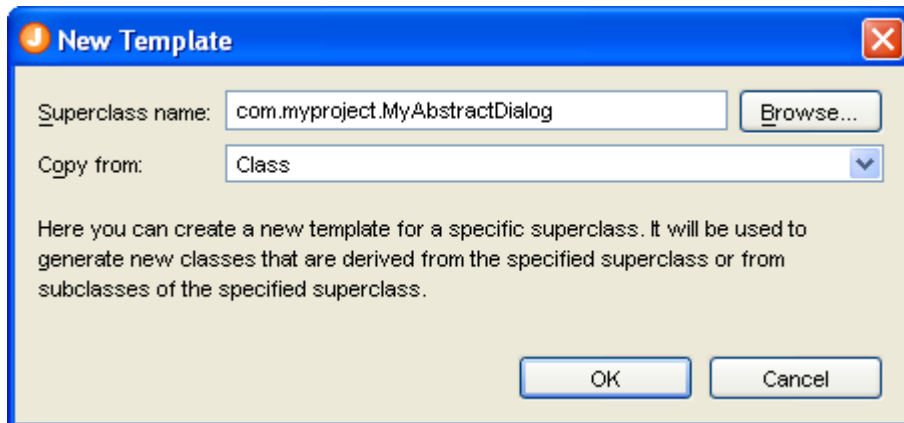 New Template
Superclass name: com.myproject.MyAbstractDialog Browse...
Copy from: Class
Here you can create a new template for a specific superclass. It will be used to
generate new classes that are derived from the specified superclass or from
subclasses of the specified superclass.
OK Cancel